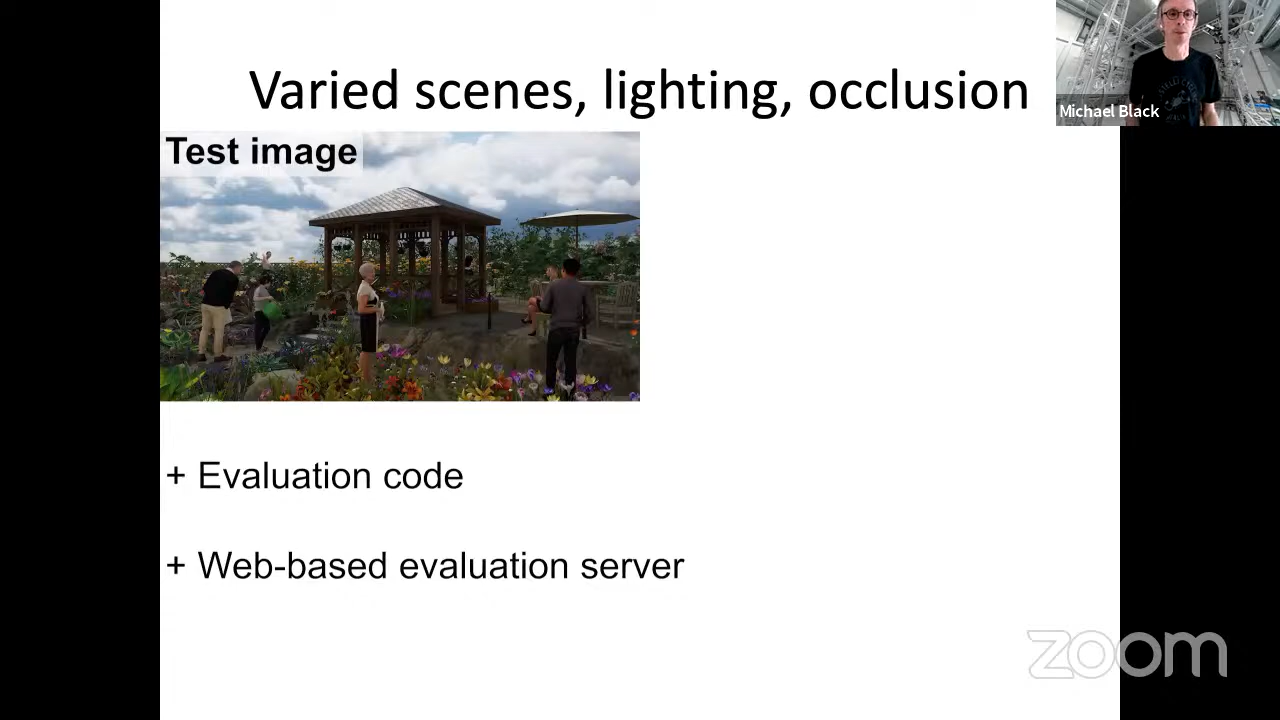 Varied scenes, lighting, occlusion
Michael Black
Test image
+ Evaluation code
+ Web-based evaluation server
zoom